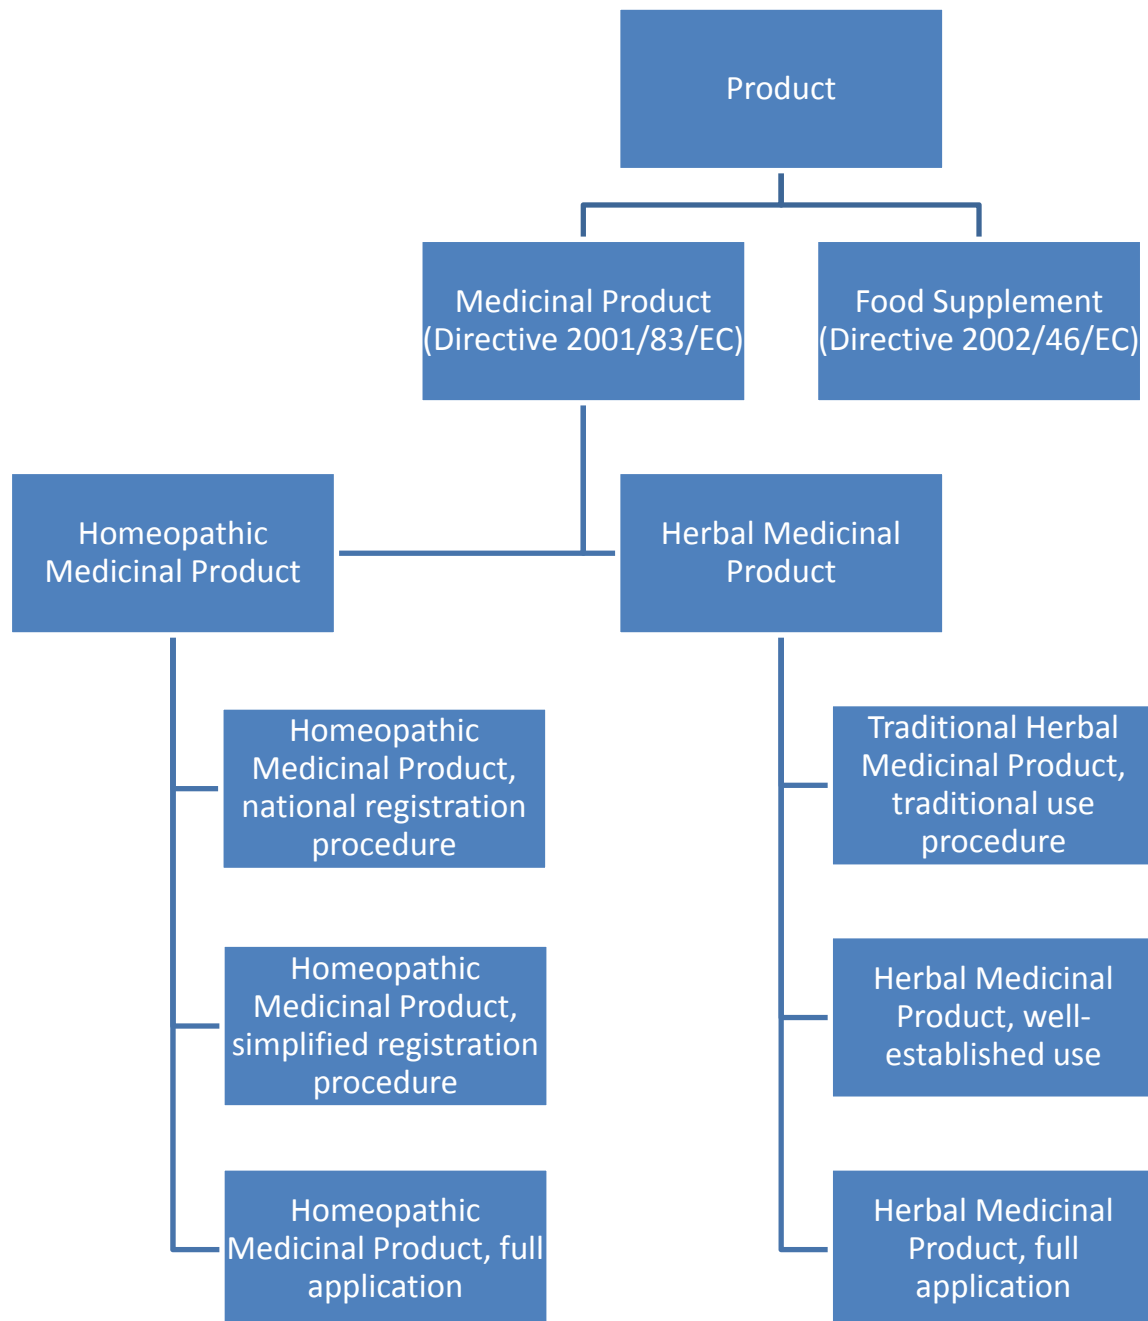 Product
Medicinal Product
(Directive 2001/83/EC)
Food Supplement
(Directive 2002/46/EC)
Homeopathic
Medicinal Product
Herbal Medicinal
Product
Homeopathic
Medicinal Product,
national registration
procedure
Traditional Herbal
Medicinal Product,
traditional use
procedure
Homeopathic
Medicinal Product,
simplified registration
procedure
Herbal Medicinal
Product, well-
established use
Homeopathic
Medicinal Product, full
application
Herbal Medicinal
Product, full
application